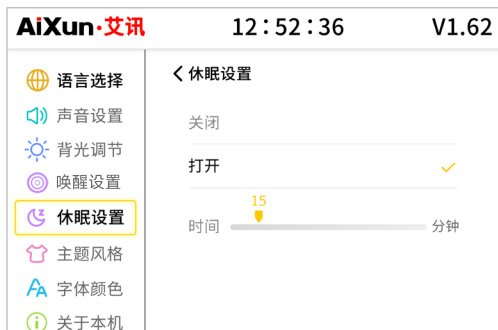 AiXun·艾讯 12:52:36 V1.62
语言选择
声音设置
背光调节
唤醒设置
休眠设置
主题风格
字体颜色
关于本机
休眠设置
关闭
打开
15
时间 分钟